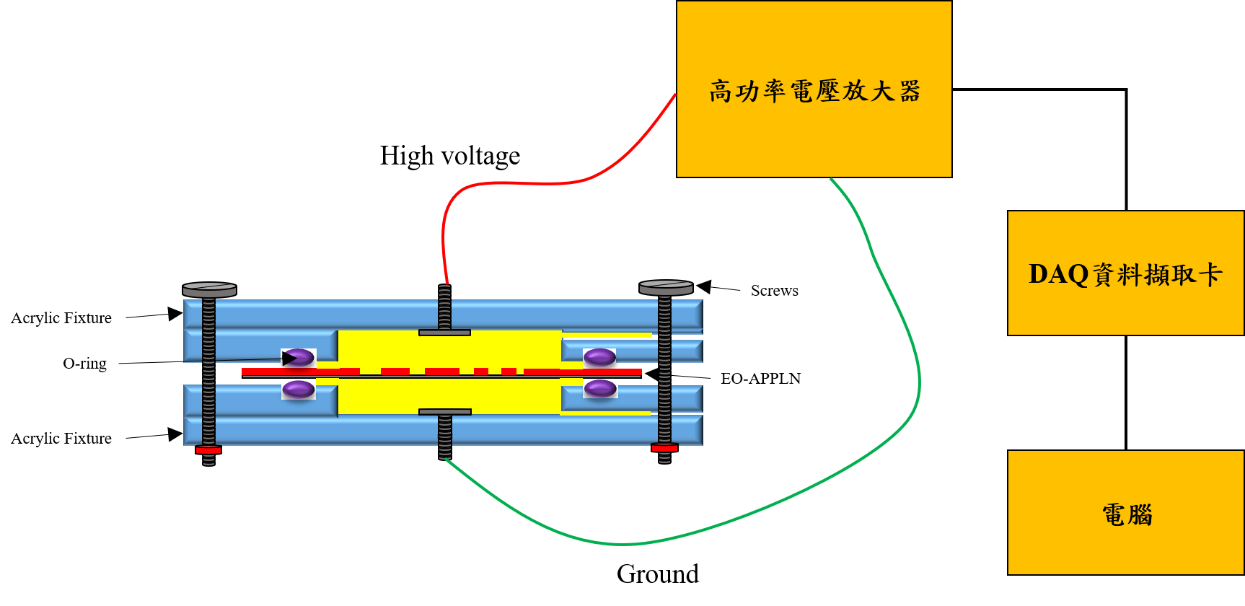 高功率電壓放大器
High voltage
DAQ資料擷取卡
Screws
Acrylic Fixture
O-ring
EO-APPLN
Acrylic Fixture
電腦
Ground